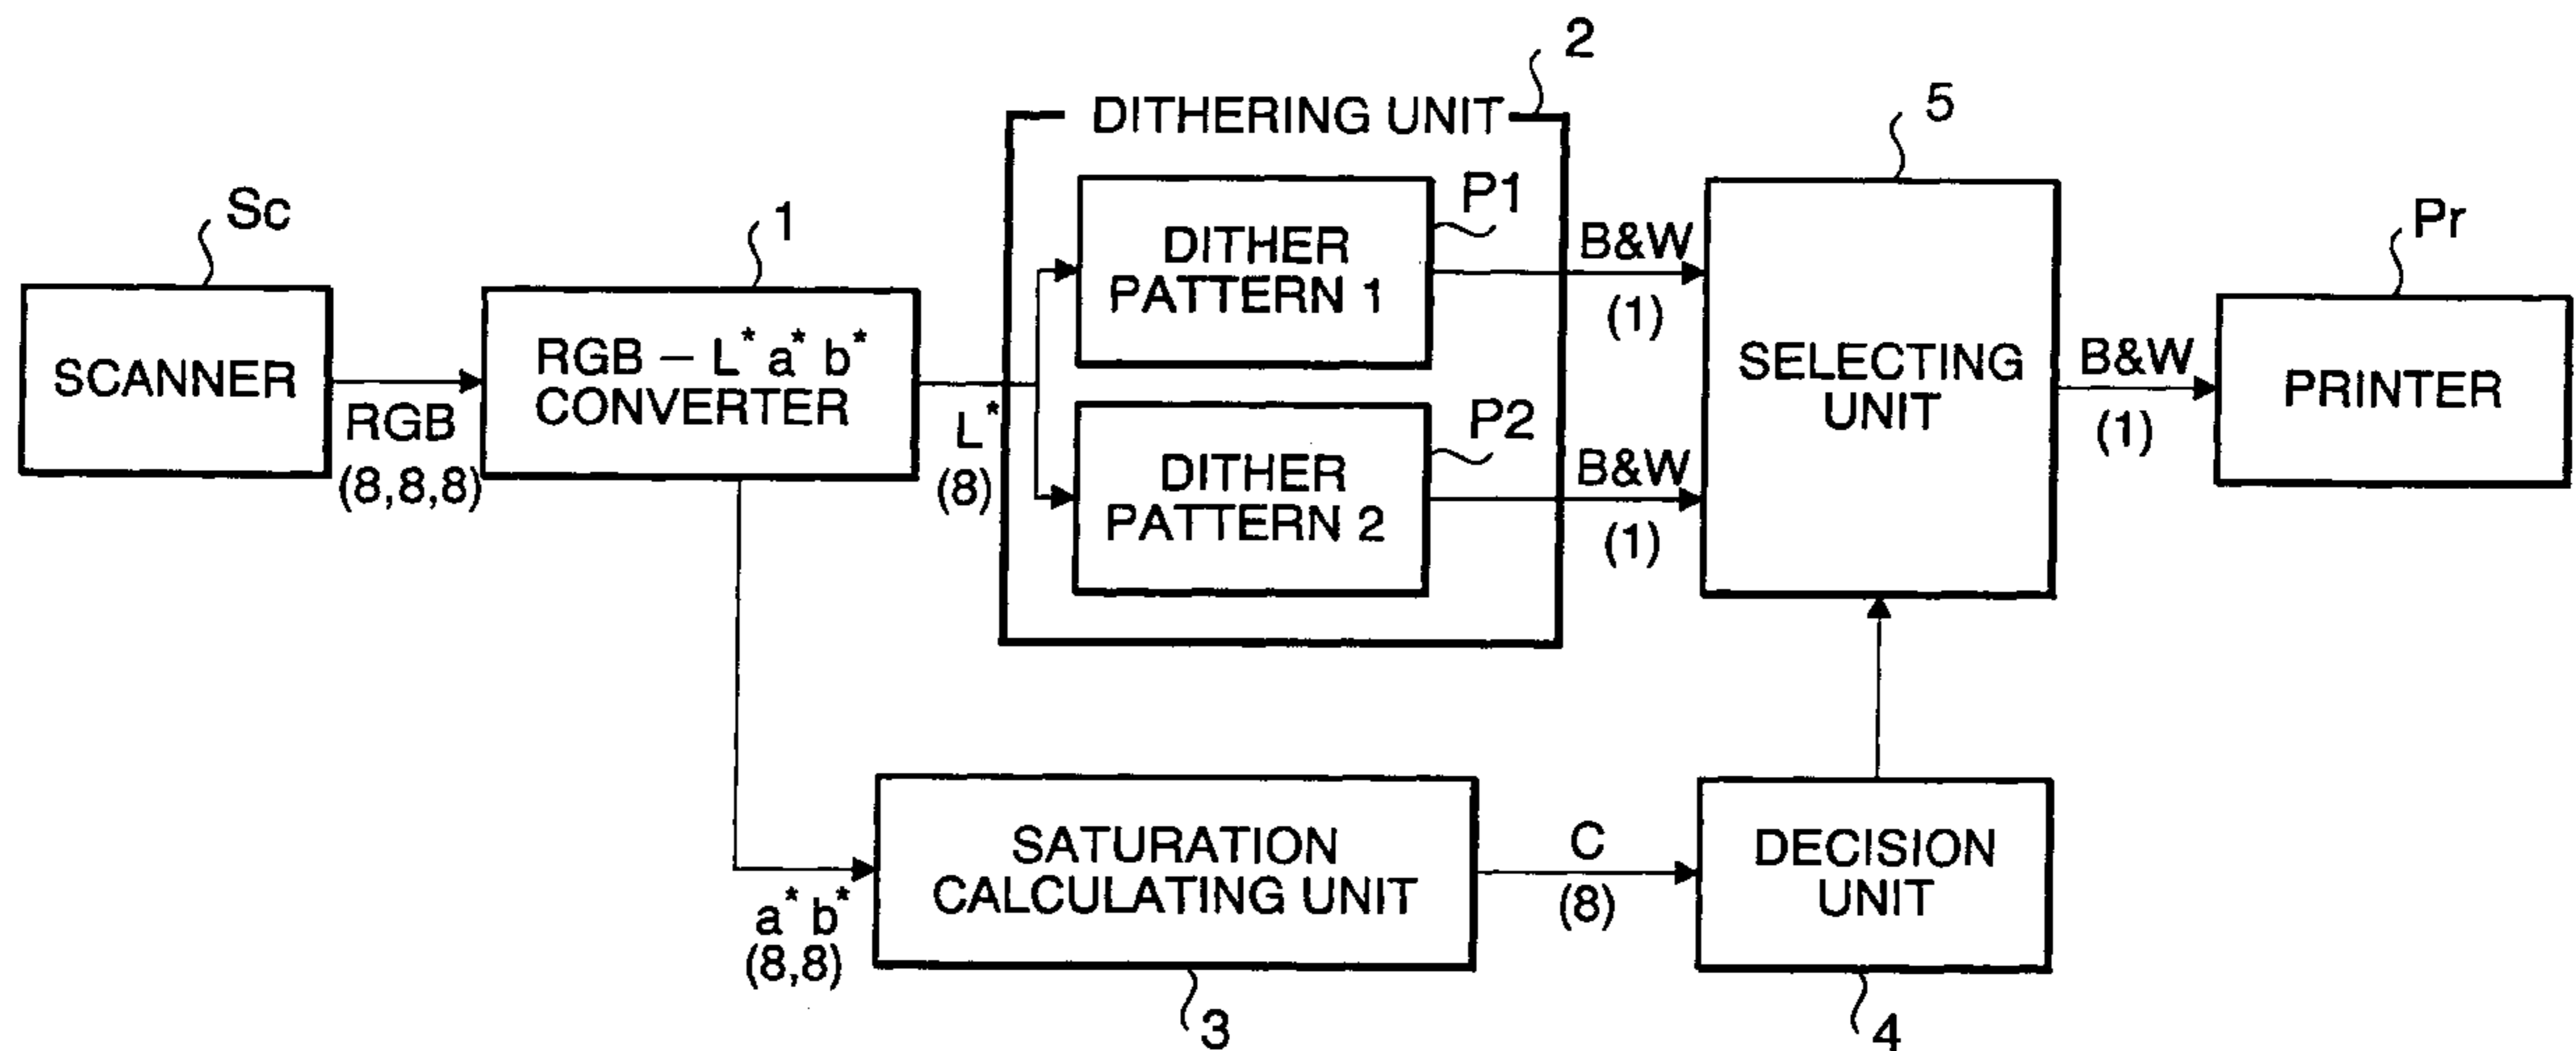 2
DITHERING UNIT
5
Sc
1
P1
Pr
DITHER
PATTERN 1
B&W
(1)
SCANNER
RGB
(8,8,8)
RGB – L* a* b*
CONVERTER
L*
(8)
SELECTING
UNIT
B&W
(1)
PRINTER
P2
DITHER
PATTERN 2
B&W
(1)
a* b*
(8,8)
SATURATION
CALCULATING UNIT
C
(8)
DECISION
UNIT
3
4